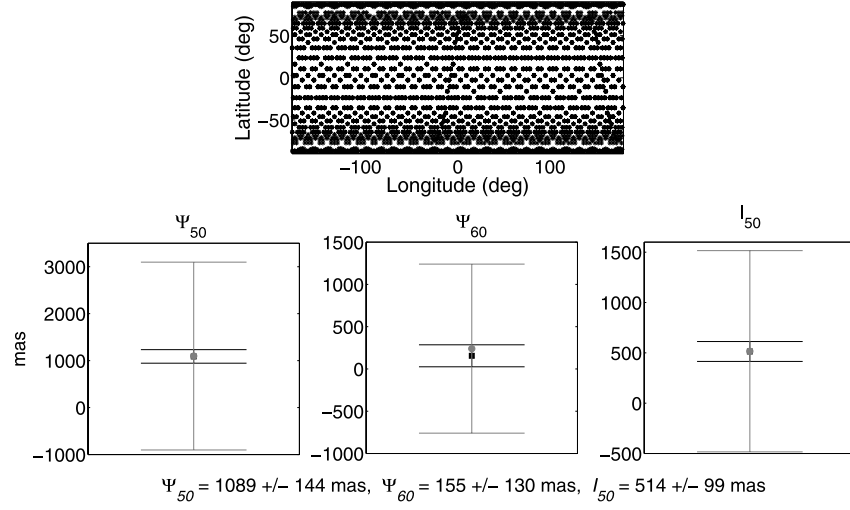 50
0
−50
Latitude (deg)
−100 0 100
Longitude (deg)
Ψ50
3000
2000
1000
0
−1000
mas
Ψ60
1500
1000
500
0
−500
−1000
I50
1500
1000
500
0
−500
Ψ50 = 1089 +/− 144 mas, Ψ60 = 155 +/− 130 mas, I50 = 514 +/− 99 mas